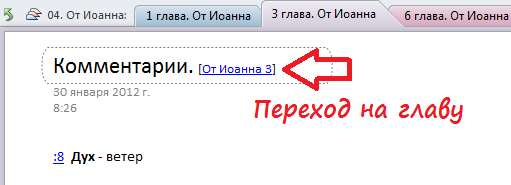 04. От Иоанна 1 глава. От Иоанна 3 глава. От Иоанна 6 глава. От Иоанна
Комментарии. [От Иоанна 3]
30 января 2012 г.
8:26
Переход на главу
:8 Дух - ветер